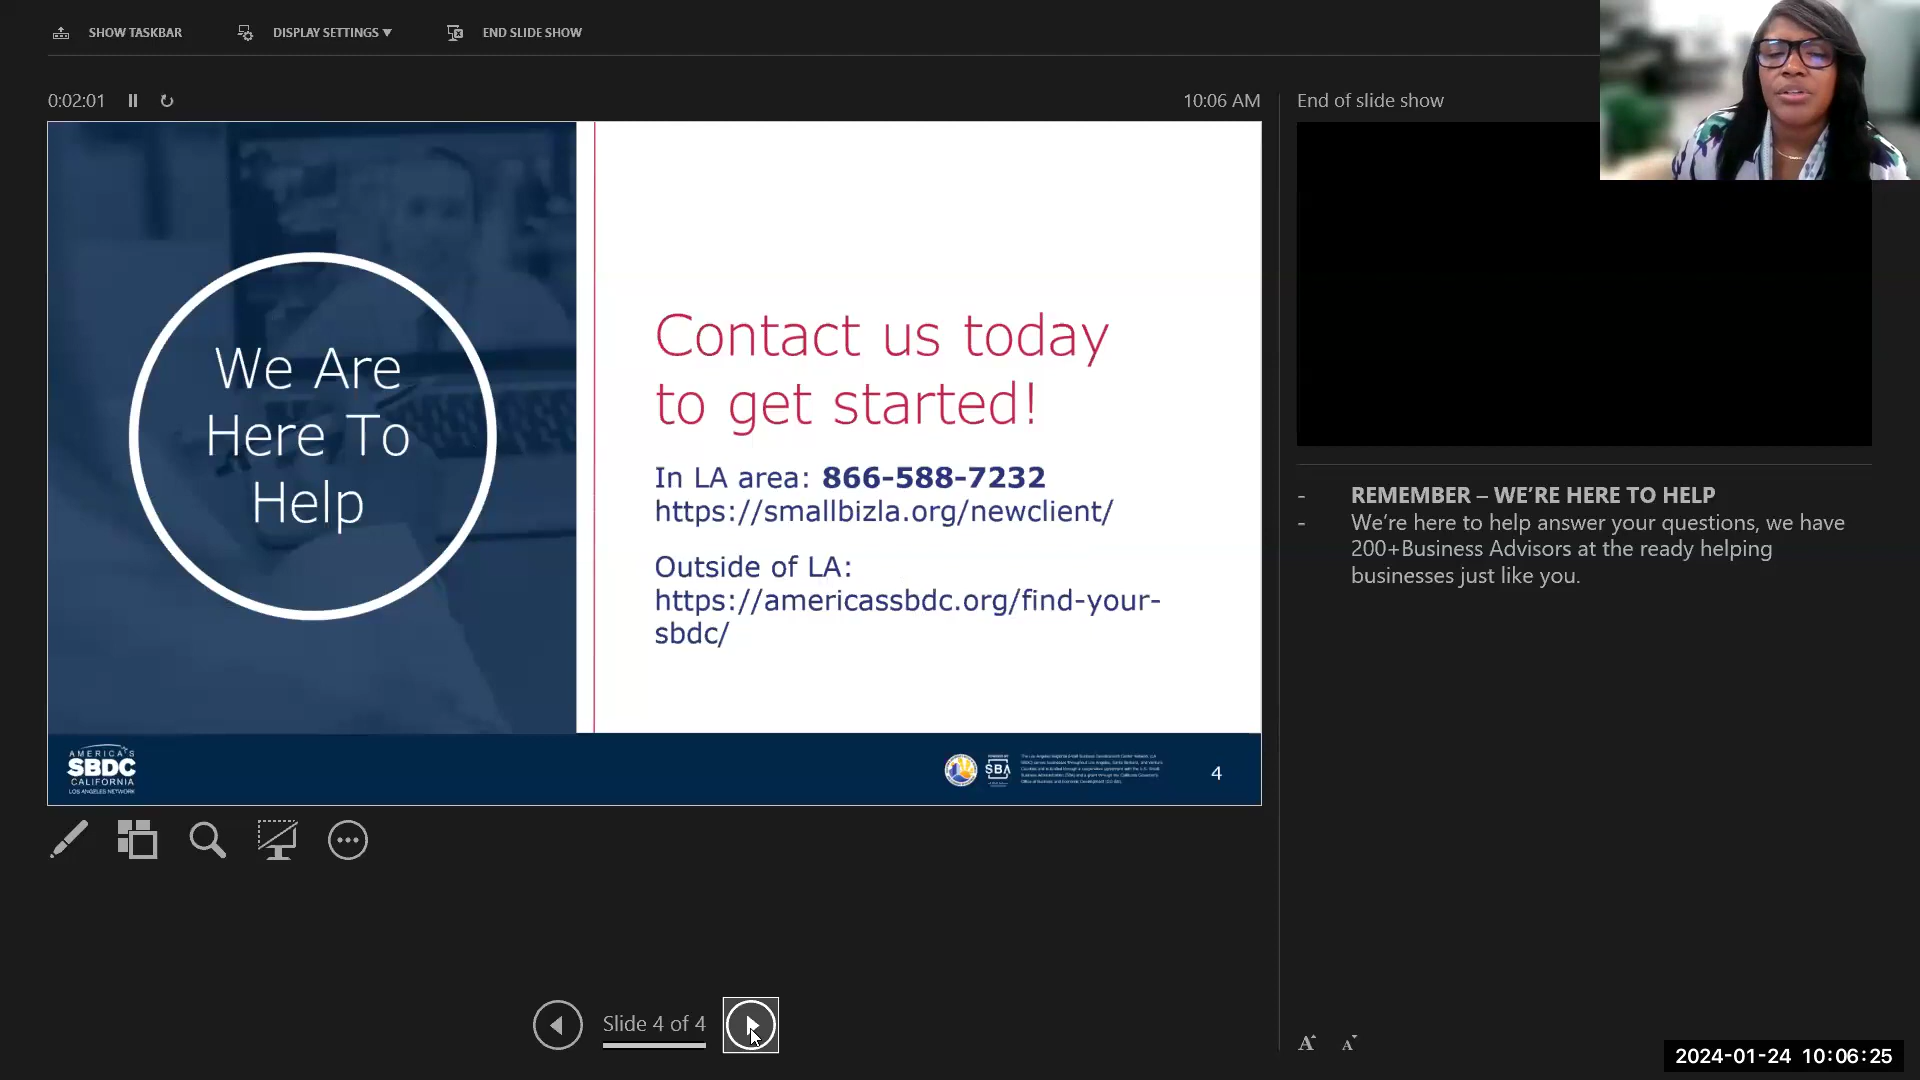 SHOW TASKBAR
DISPLAY SETTINGS ▼
END SLIDE SHOW
0:02:01
10:06 AM
End of slide show
We Are
Here To
Help
Contact us today
to get started!
In LA area: 866-588-7232
https://smallbizla.org/newclient/
Outside of LA:
https://americassbdc.org/find-your-
sbdc/
AMERICA'S
SBDC
CALIFORNIA
LOS ANGELES NETWORK
SBA
4
- REMEMBER – WE'RE HERE TO HELP
- We're here to help answer your questions, we have
200+Business Advisors at the ready helping
businesses just like you.
Slide 4 of 4
A A
2024-01-24 10:06:25